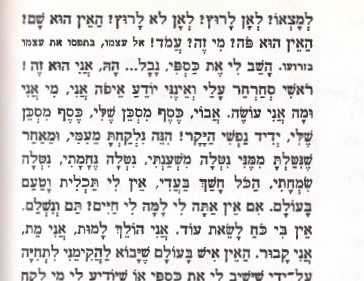 לְמָצְאוֹ? לְאָן לָרוּץ? לְאָן לֹא לָרוּץ? הַאֵין הוּא שָׁם?
הַאֵין הוּא פֹּה? מִי זֶה? עֲמֹד! אל עצמו, בתפסו את עצמו
בזרועו. הָשַׁב לִי אֶת כַּסְפִּי, נָבָל... הָהּ, אֲנִי הוּא זֶה!
רֹאשִׁי סְחַרְחַר עָלַי וְאֵינֶנִּי יוֹדֵעַ אֵיפֹה אֲנִי, מִי אֲנִי
וּמָה אֲנִי עוֹשֶׂה. אֲבוֹי, כֶּסֶף מִסְכֵּן שֶׁלִּי, כֶּסֶף מִסְכֵּן
שֶׁלִּי, יְדִיד נַפְשִׁי הַיָּקָר! הִנֵּה נִלְקַחְתָּ מֵעִמִּי, וּמֵאַחַר
שֶׁנִּטַּלְתָּ מִמֶּנִּי נִטְּלָה מִשְׁעַנְתִּי, נִטְּלָה נֶחָמָתִי, נִטְּלָה
שִׂמְחָתִי, הַכֹּל חָשַׁךְ בַּעֲדִי, אֵין לִי תַּכְלִית וָטַעַם
בָּעוֹלָם. אִם אֵין אַתָּה לִי לָמָּה לִי חַיִּים? תַּם וְנִשְׁלַם.
אֵין בִּי כֹּחַ לָשֵׂאת עוֹד. אֲנִי הוֹלֵךְ לָמוּת, אֲנִי מֵת,
אֲנִי קָבוּר. הַאֵין אִישׁ בָּעוֹלָם שֶׁיָּבוֹא לַהֲקִימֵנִי לִתְחִיָּה
עַל־יְדֵי שֶׁיָּשִׁיב לִי אֶת כַּסְפִּי אוֹ שֶׁיּוֹדִיעַ לִי מִי לָקַח